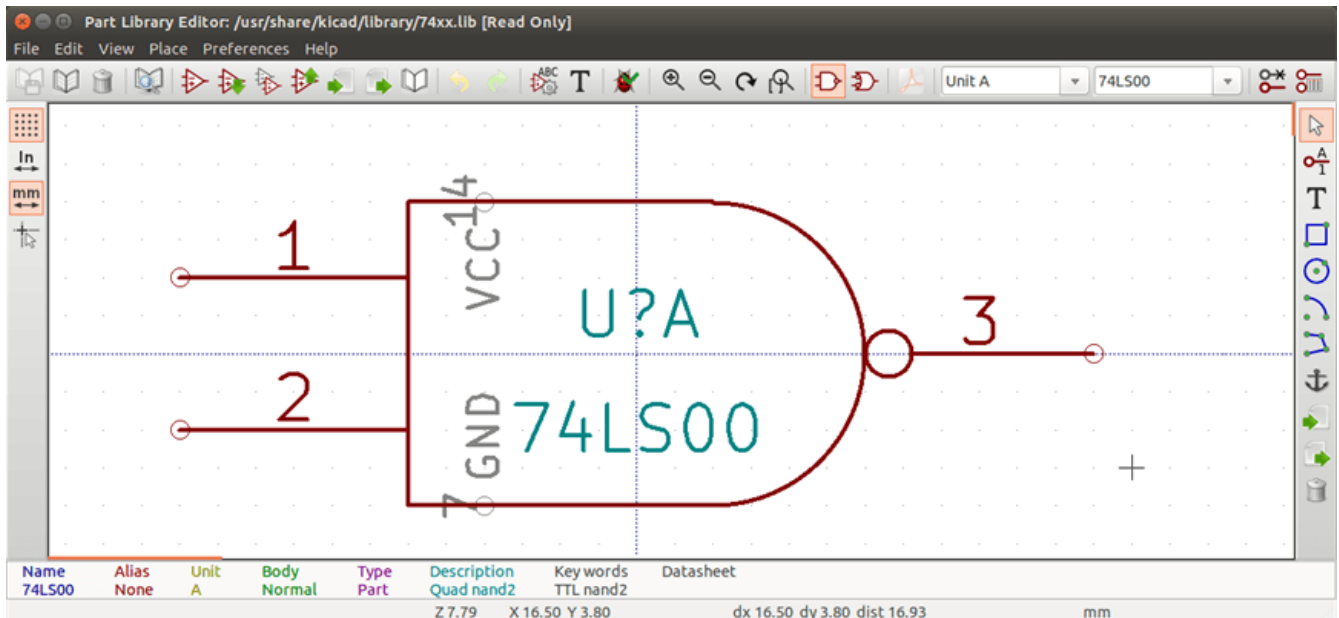 Part Library Editor: /usr/share/kicad/library/74xx.lib [Read Only]
File Edit View Place Preferences Help
ABC T Unit A 74LS00
In
mm
A
1
T
14
VCC
1
U?A
3
2
GND
74LS00
7
Name Alias Unit Body Type Description Key words Datasheet
74LS00 None A Normal Part Quad nand2 TTL nand2
Z 7.79 X 16.50 Y 3.80 dx 16.50 dy 3.80 dist 16.93 mm